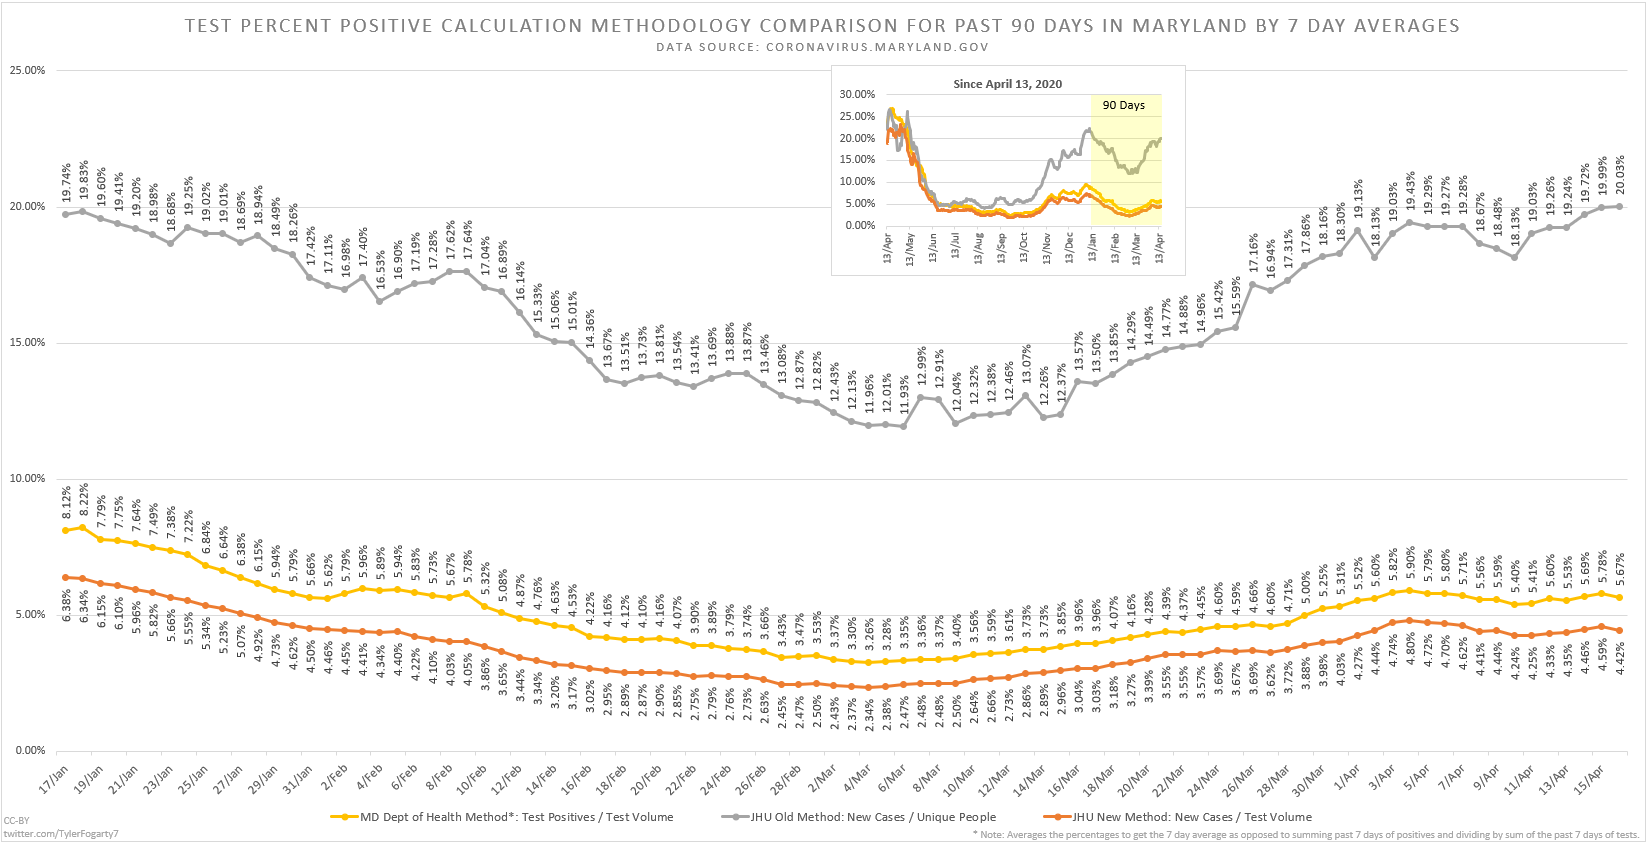 TEST PERCENT POSITIVE CALCULATION METHODOLOGY COMPARISON FOR PAST 90 DAYS IN MARYLAND BY 7 DAY AVERAGES
DATA SOURCE: CORONAVIRUS.MARYLAND.GOV
25.00%
20.00%
15.00%
10.00%
5.00%
0.00%
Since April 13, 2020
90 Days
30.00%
25.00%
20.00%
15.00%
10.00%
5.00%
0.00%
13/Apr 13/May 13/Jun 13/Jul 13/Aug 13/Sep 13/Oct 13/Nov 13/Dec 13/Jan 13/Feb 13/Mar 13/Apr
19.74% 19.83% 19.60% 19.41% 19.20% 18.98% 18.68% 19.25% 19.02% 19.01% 18.69% 18.94% 18.49% 18.26% 17.42% 17.11% 16.98% 17.40% 16.53% 16.90% 17.19% 17.28% 17.62% 17.64% 17.04% 16.89% 16.14% 15.33% 15.06% 15.01% 14.36% 13.67% 13.51% 13.73% 13.81% 13.54% 13.41% 13.69% 13.88% 13.87% 13.46% 13.08% 12.87% 12.82% 12.43% 12.13% 11.96% 12.01% 11.93% 12.99% 12.91% 12.04% 12.32% 12.38% 12.46% 13.07% 12.26% 12.37% 13.57% 13.50% 13.85% 14.29% 14.49% 14.77% 14.88% 14.96% 15.42% 15.59% 17.16% 16.94% 17.31% 17.86% 18.16% 18.30% 19.13% 18.13% 19.03% 19.43% 19.29% 19.27% 19.28% 18.67% 18.48% 18.13% 19.03% 19.26% 19.24% 19.72% 19.99% 20.03%
8.12% 8.22% 7.79% 7.75% 7.64% 7.49% 7.38% 7.22% 6.84% 6.64% 6.38% 6.15% 5.94% 5.79% 5.66% 5.62% 5.79% 5.96% 5.89% 5.94% 5.83% 5.73% 5.67% 5.78% 5.32% 5.08% 4.87% 4.76% 4.63% 4.53% 4.22% 4.16% 4.12% 4.10% 4.16% 4.07% 3.90% 3.89% 3.79% 3.74% 3.66% 3.43% 3.47% 3.53% 3.37% 3.30% 3.26% 3.28% 3.35% 3.36% 3.37% 3.40% 3.56% 3.59% 3.61% 3.73% 3.73% 3.85% 3.96% 3.96% 4.07% 4.16% 4.28% 4.39% 4.37% 4.45% 4.60% 4.59% 4.66% 4.60% 4.71% 5.00% 5.25% 5.31% 5.52% 5.60% 5.82% 5.90% 5.79% 5.80% 5.71% 5.56% 5.59% 5.40% 5.41% 5.60% 5.53% 5.69% 5.78% 5.67%
6.38% 6.34% 6.15% 6.10% 5.96% 5.82% 5.66% 5.55% 5.34% 5.23% 5.07% 4.92% 4.73% 4.62% 4.50% 4.46% 4.45% 4.41% 4.34% 4.40% 4.22% 4.10% 4.03% 4.05% 3.86% 3.65% 3.44% 3.34% 3.20% 3.17% 3.02% 2.95% 2.89% 2.87% 2.90% 2.85% 2.75% 2.79% 2.76% 2.73% 2.63% 2.45% 2.47% 2.50% 2.43% 2.37% 2.34% 2.38% 2.47% 2.48% 2.48% 2.50% 2.64% 2.66% 2.73% 2.86% 2.89% 2.96% 3.04% 3.03% 3.18% 3.27% 3.39% 3.55% 3.55% 3.57% 3.69% 3.67% 3.69% 3.62% 3.72% 3.88% 3.98% 4.03% 4.27% 4.44% 4.74% 4.80% 4.72% 4.70% 4.62% 4.41% 4.44% 4.24% 4.25% 4.33% 4.35% 4.46% 4.59% 4.42%
17/Jan 19/Jan 21/Jan 23/Jan 25/Jan 27/Jan 29/Jan 31/Jan 2/Feb 4/Feb 6/Feb 8/Feb 10/Feb 12/Feb 14/Feb 16/Feb 18/Feb 20/Feb 22/Feb 24/Feb 26/Feb 28/Feb 2/Mar 4/Mar 6/Mar 8/Mar 10/Mar 12/Mar 14/Mar 16/Mar 18/Mar 20/Mar 22/Mar 24/Mar 26/Mar 28/Mar 30/Mar 1/Apr 3/Apr 5/Apr 7/Apr 9/Apr 11/Apr 13/Apr 15/Apr
MD Dept of Health Method*: Test Positives / Test Volume
JHU Old Method: New Cases / Unique People
JHU New Method: New Cases / Test Volume
CC-BY
twitter.com/TylerFogarty7
* Note: Averages the percentages to get the 7 day average as opposed to summing past 7 days of positives and dividing by sum of the past 7 days of tests.